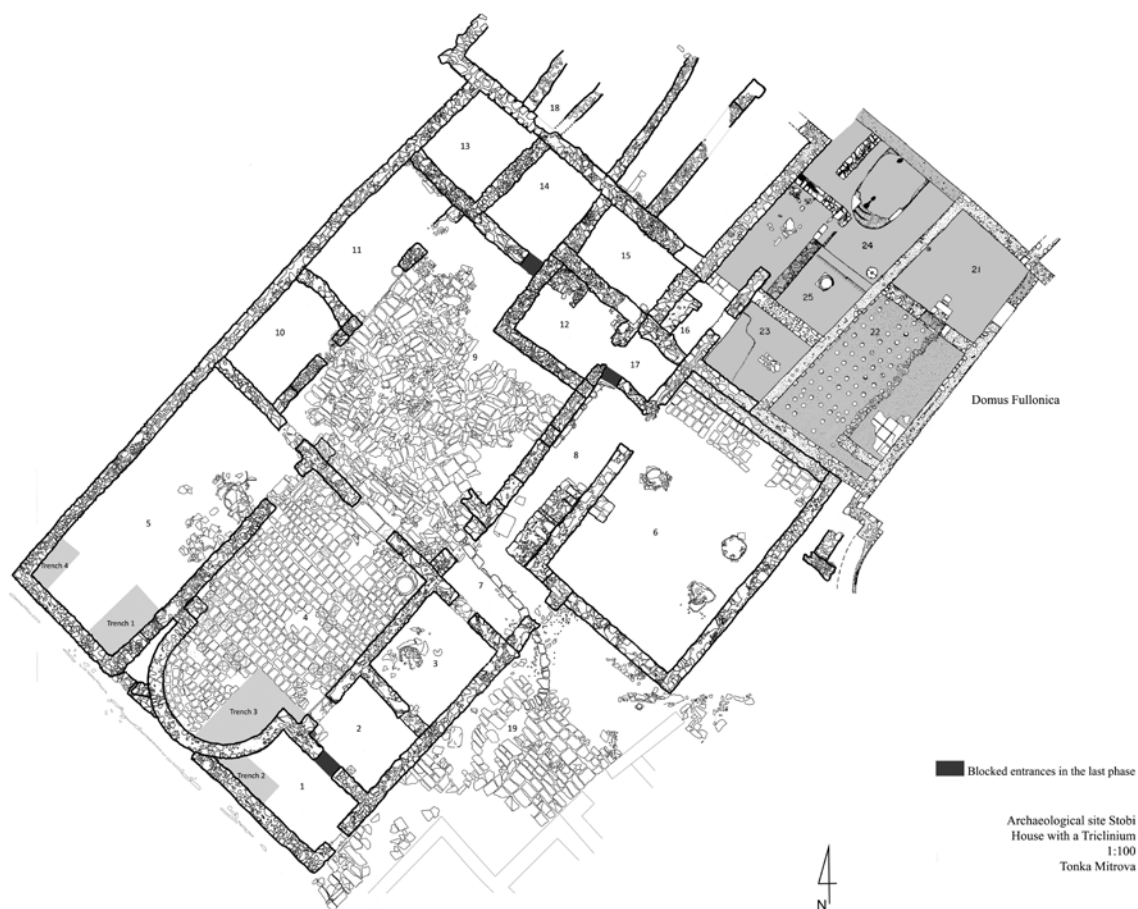 18
13
14
15
11
24
21
25
12
16
10
23
22
17
9
Domus Fullonica
8
5
6
Trench 4
7
4
Trench 1
3
Trench 3
2
19
Trench 2
1
Blocked entrances in the last phase
Archaeological site Stobi
House with a Triclinium
1:100
Tonka Mitrova
N